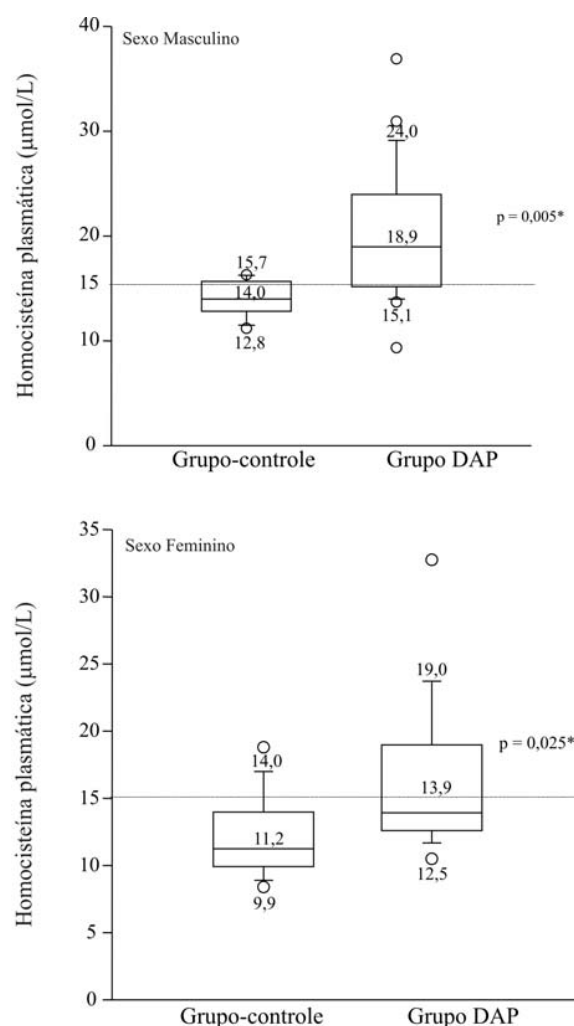 Sexo Masculino
Homocisteína plasmática (μmol/L)
40
30
20
15
10
0
15,7
14,0
12,8
24,0
18,9
15,1
p = 0,005*
Grupo-controle
Grupo DAP
Sexo Feminino
Homocisteína plasmática (μmol/L)
35
30
25
20
15
10
5
0
14,0
11,2
9,9
19,0
13,9
12,5
p = 0,025*
Grupo-controle
Grupo DAP